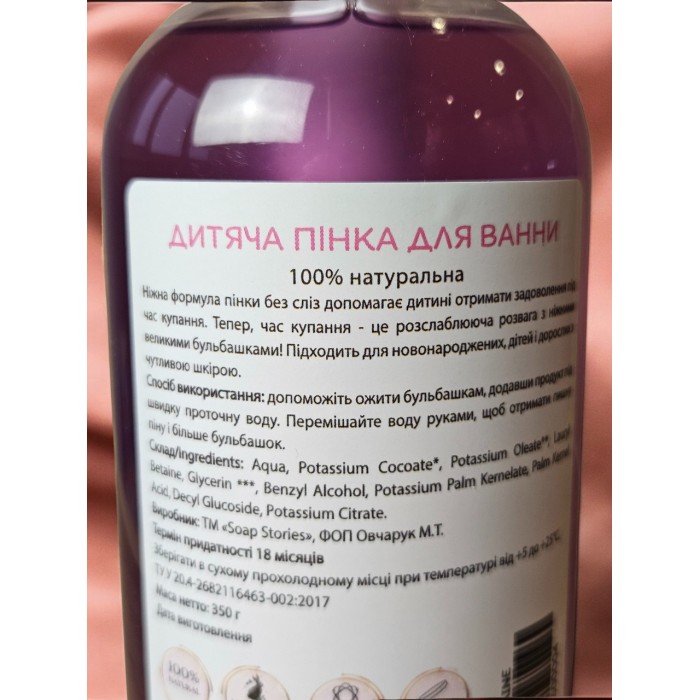 ДИТЯЧА ПІНКА ДЛЯ ВАННИ
100% натуральна
Ніжна формула пінки без сліз допомагає дитині отримати задоволення під
час купання. Тепер, час купання - це розслаблююча розвага з ніжними
великими бульбашками! Підходить для новонароджених, дітей і дорослих з
чутливою шкірою.
Спосіб використання: допоможіть ожити бульбашкам, додавши продукт під
швидку проточну воду. Перемішайте воду руками, щоб отримати пишну
піну і більше бульбашок.
Склад/Ingredients: Aqua, Potassium Cocoate*, Potassium Oleate**, Lauryl
Betaine, Glycerin ***, Benzyl Alcohol, Potassium Palm Kernelate, Palm Kernel
Acid, Decyl Glucoside, Potassium Citrate.
Виробник: ТМ «Soap Stories», ФОП Овчарук М.Т.
Термін придатності 18 місяців
Зберігати в сухому прохолодному місці при температурі від +5 до +25°С.
ТУ У 20.4-2682116463-002:2017
Маса нетто: 350 г
Дата виготовлення
100%
NATURAL